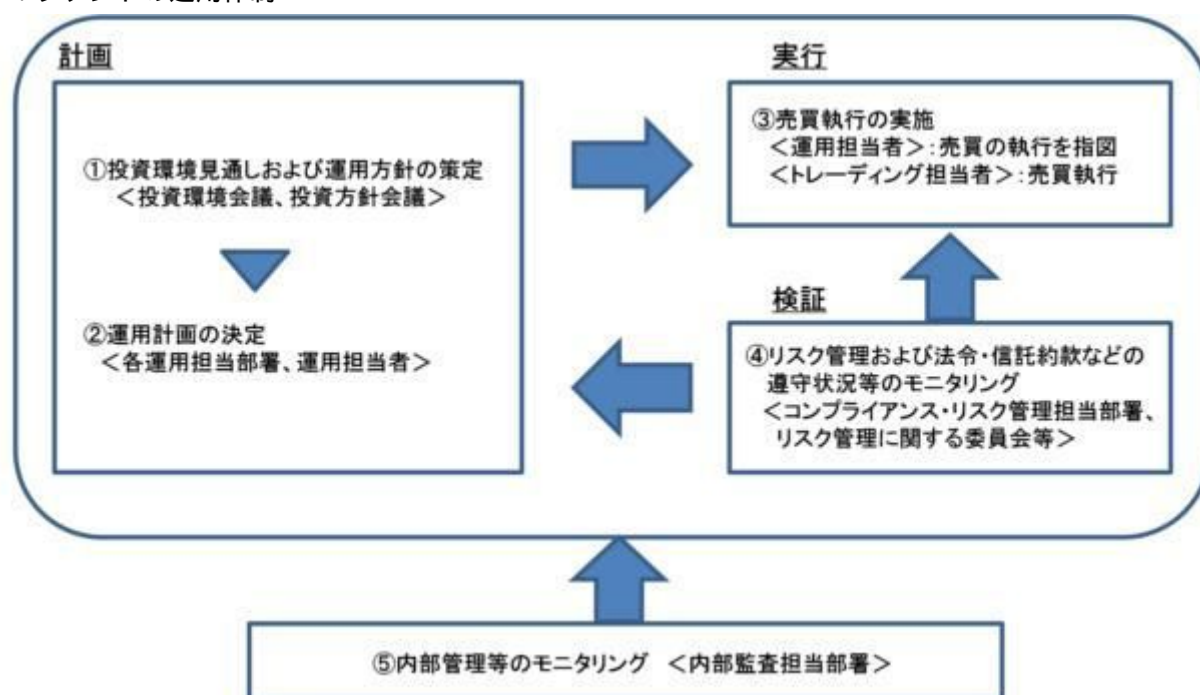 計画
①投資環境見通しおよび運用方針の策定
＜投資環境会議、投資方針会議＞
②運用計画の決定
＜各運用担当部署、運用担当者＞
実行
③売買執行の実施
＜運用担当者＞：売買の執行を指図
＜トレーディング担当者＞：売買執行
検証
④リスク管理および法令・信託約款などの
遵守状況等のモニタリング
＜コンプライアンス・リスク管理担当部署、
リスク管理に関する委員会等＞
⑤内部管理等のモニタリング ＜内部監査担当部署＞